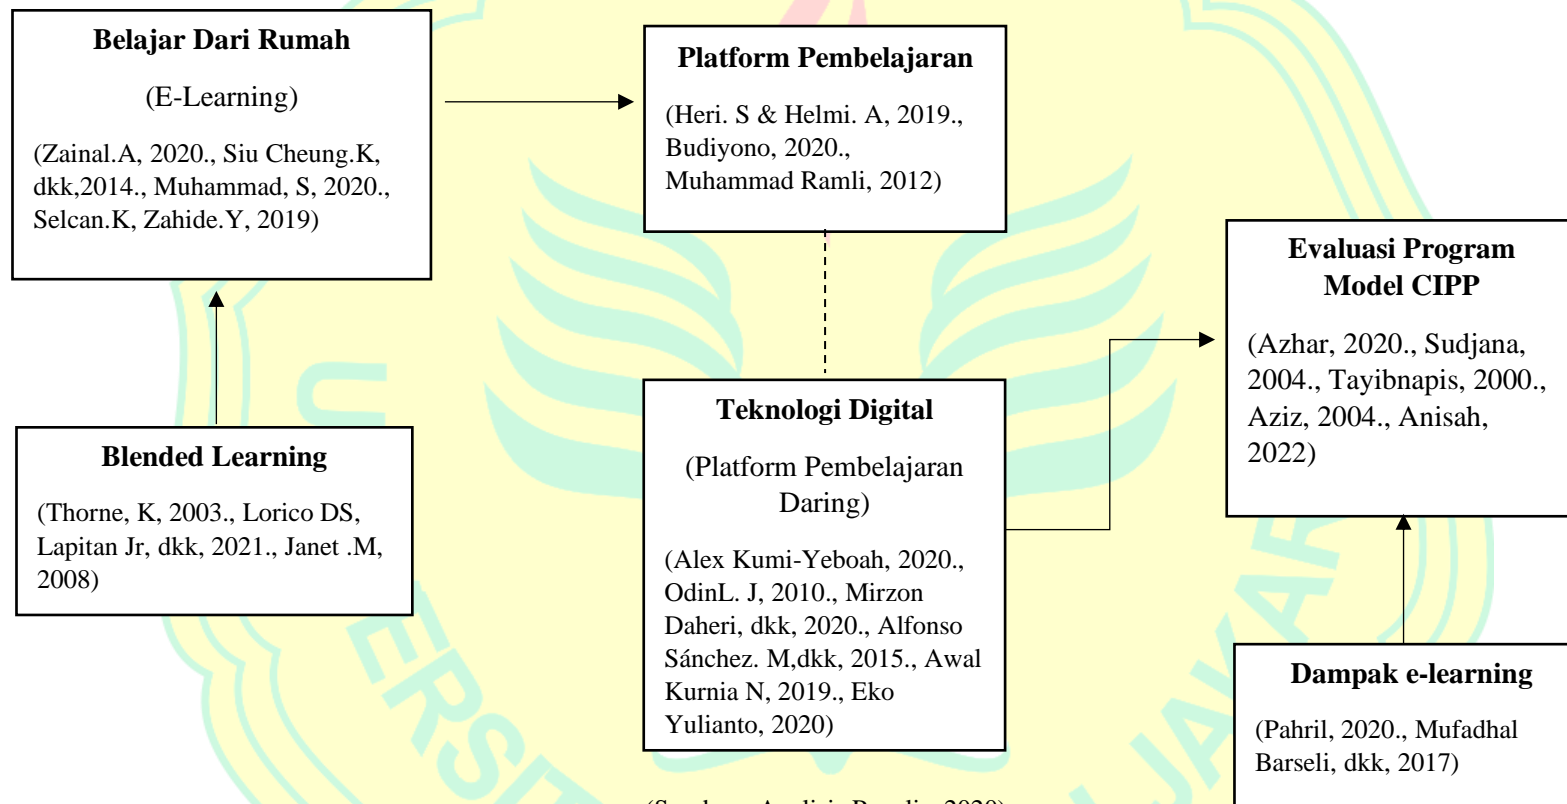 Belajar Dari Rumah
(E-Learning)
(Zainal.A, 2020., Siu Cheung.K,
dkk,2014., Muhammad, S, 2020.,
Selcan.K, Zahide.Y, 2019)
Platform Pembelajaran
(Heri. S & Helmi. A, 2019.,
Budiyono, 2020.,
Muhammad Ramli, 2012)
Evaluasi Program
Model CIPP
(Azhar, 2020., Sudjana,
2004., Tayibnapis, 2000.,
Aziz, 2004., Anisah,
2022)
Blended Learning
(Thorne, K, 2003., Lorico DS,
Lapitan Jr, dkk, 2021., Janet .M,
2008)
Teknologi Digital
(Platform Pembelajaran
Daring)
(Alex Kumi-Yeboah, 2020.,
OdinL. J, 2010., Mirzon
Daheri, dkk, 2020., Alfonso
Sánchez. M,dkk, 2015., Awal
Kurnia N, 2019., Eko
Yulianto, 2020)
Dampak e-learning
(Pahril, 2020., Mufadhal
Barseli, dkk, 2017)